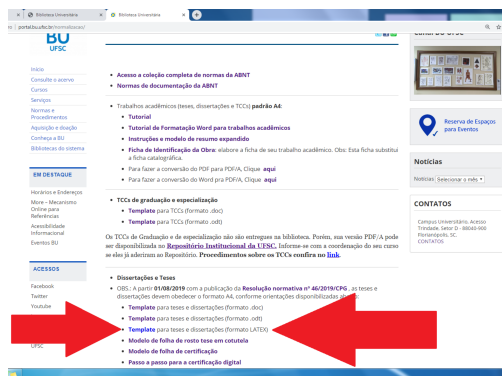 Biblioteca Universitária
Biblioteca Universitária
portal.bu.ufsc.br/normalizacao/
BU
UFSC
Início
Consulte o acervo
Cursos
Serviços
Normas e
Procedimentos
Aquisição e doação
Conheça a BU
Bibliotecas do sistema
EM DESTAQUE
Horários e Endereços
More – Mecanismo
Online para
Referências
Acessibilidade
Informacional
Eventos BU
ACESSOS
Facebook
Twitter
Youtube
UFSC
Acesso a coleção completa de normas da ABNT
Normas de documentação da ABNT
Trabalhos acadêmicos (teses, dissertações e TCCs) padrão A4:
Tutorial
Tutorial de Formatação Word para trabalhos acadêmicos
Instruções e modelo de resumo expandido
Ficha de Identificação da Obra: elabore a ficha de seu trabalho acadêmico. Obs: Esta ficha substitui
a ficha catalográfica.
Para fazer a conversão do PDF para PDF/A, Clique aqui
Para fazer a conversão do Word pra PDF/A, Clique aqui
TCCs de graduação e especialização
Template para TCCs (formato .doc)
Template para TCCs (formato .odt)
Os TCCs de Graduação e de especialização não são entregues na biblioteca. Porém, sua versão PDF/A pode
ser disponibilizada no Repositório Institucional da UFSC. Informe-se com a coordenação do seu curso
se eles já aderiram ao Repositório. Procedimentos sobre os TCCs confira no link.
Dissertações e Teses
OBS.: A partir 01/08/2019 com a publicação da Resolução normativa nº 46/2019/CPG , as teses e
dissertações devem obedecer o formato A4, conforme orientações disponibilizadas
Template para teses e dissertações (formato .doc)
Template para teses e dissertações (formato .odt)
Template para teses e dissertações (formato LATEX)
Modelo de folha de rosto tese em cotutela
Modelo de folha de certificação
Passo a passo para a certificação digital
Canal BU UFSC
Reserva de Espaços
para Eventos
Notícias
Notícias Selecionar o mês
CONTATOS
Campus Universitário, Acesso
Trindade, Setor D - 88040-900
Florianópolis, SC.
CONTATOS